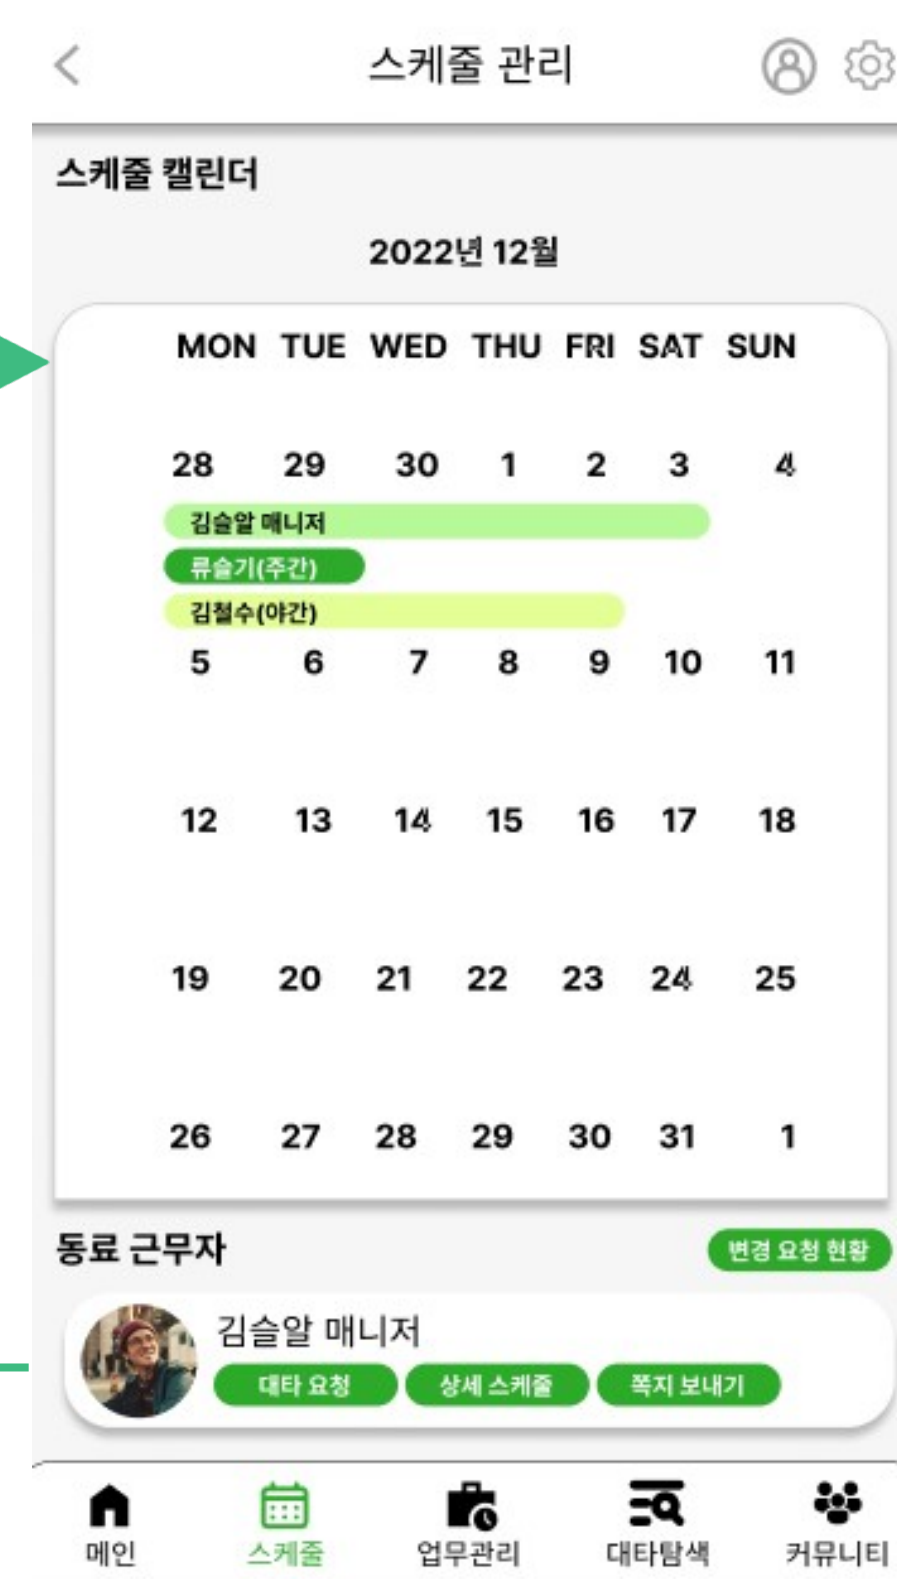 스케줄 관리
스케줄 캘린더
2022년 12월
MON TUE WED THU FRI SAT SUN
28 29 30 1 2 3 4
김슬알 매니저
류슬기(주간)
김철수(야간)
5 6 7 8 9 10 11
12 13 14 15 16 17 18
19 20 21 22 23 24 25
26 27 28 29 30 31 1
동료 근무자
변경 요청 현황
김슬알 매니저
대타 요청 상세 스케줄 쪽지 보내기
메인 스케줄 업무관리 대타탐색 커뮤니티